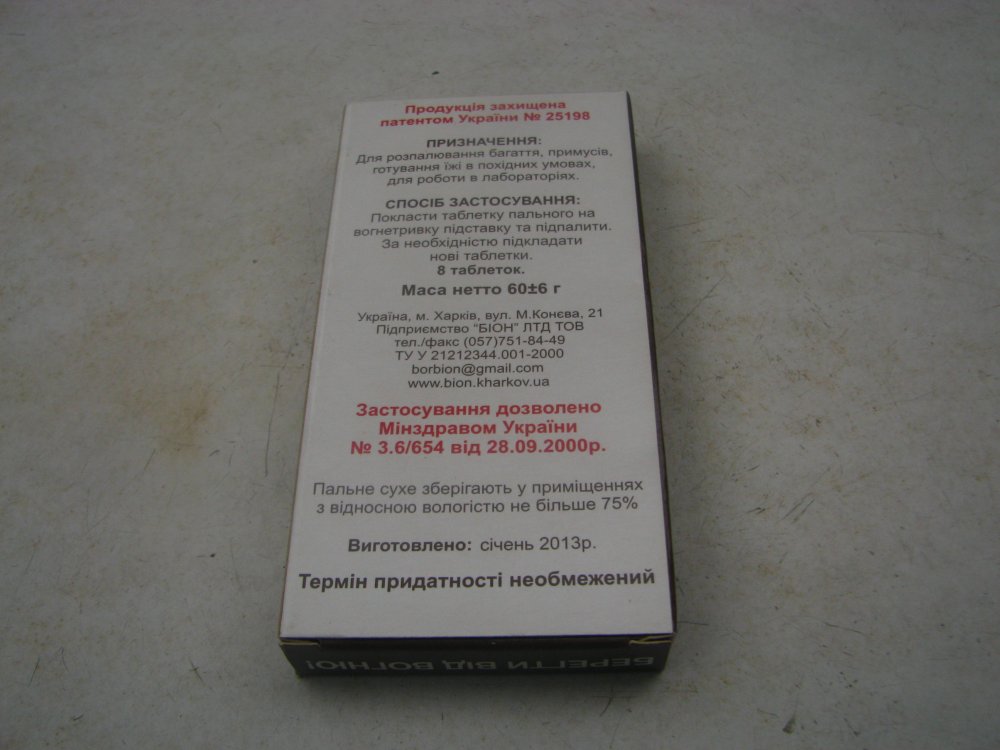 Продукція захищена
патентом України № 25198
ПРИЗНАЧЕННЯ:
Для розпалювання багаття, примусів,
готування їжі в похідних умовах,
для роботи в лабораторіях.
СПОСІБ ЗАСТОСУВАННЯ:
Покласти таблетку пального на
вогнетривку підставку та підпалити.
За необхідністю підкладати
нові таблетки.
8 таблеток.
Маса нетто 60±6 г
Україна, м. Харків, вул. М.Конєва, 21
Підприємство "БІОН" ЛТД ТОВ
тел./факс (057)751-84-49
ТУ У 21212344.001-2000
borbion@gmail.com
www.bion.kharkov.ua
Застосування дозволено
Мінздравом України
№ 3.6/654 від 28.09.2000р.
Пальне сухе зберігають у приміщеннях
з відносною вологістю не більше 75%
Виготовлено: січень 2013р.
Термін придатності необмежений
БЕРЕГТИ ВІД ВОГНЮ!